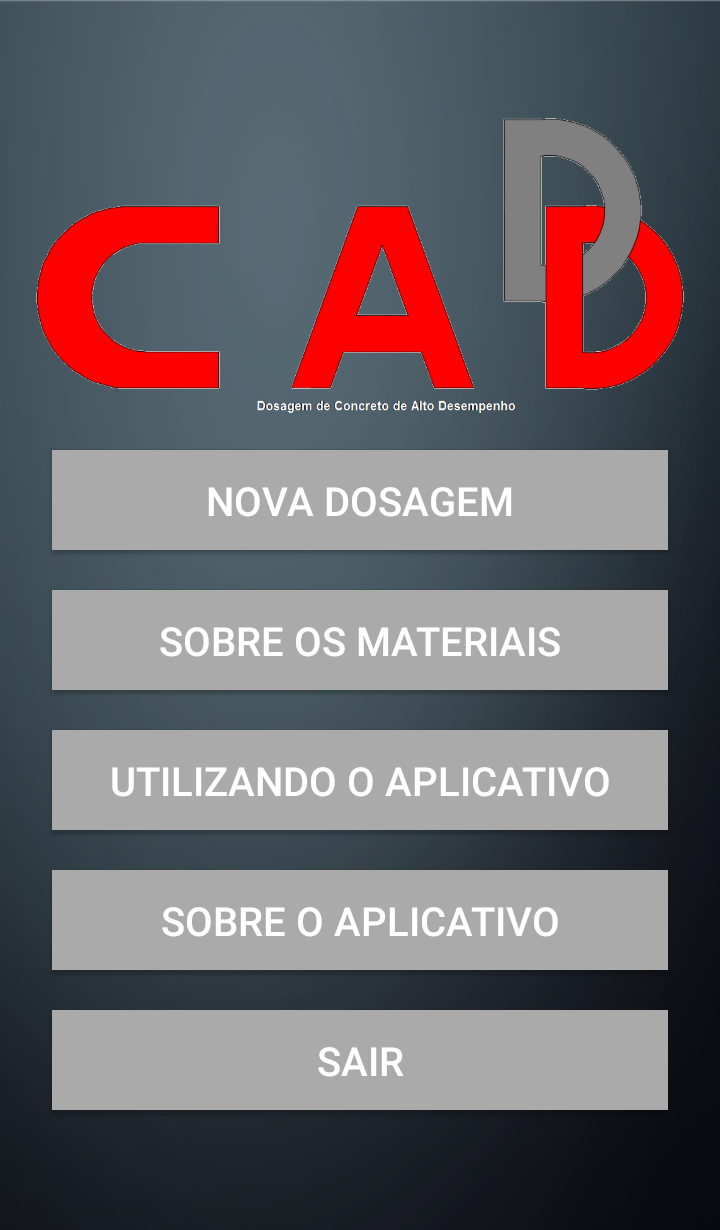 CADD
Dosagem de Concreto de Alto Desempenho
NOVA DOSAGEM
SOBRE OS MATERIAIS
UTILIZANDO O APLICATIVO
SOBRE O APLICATIVO
SAIR